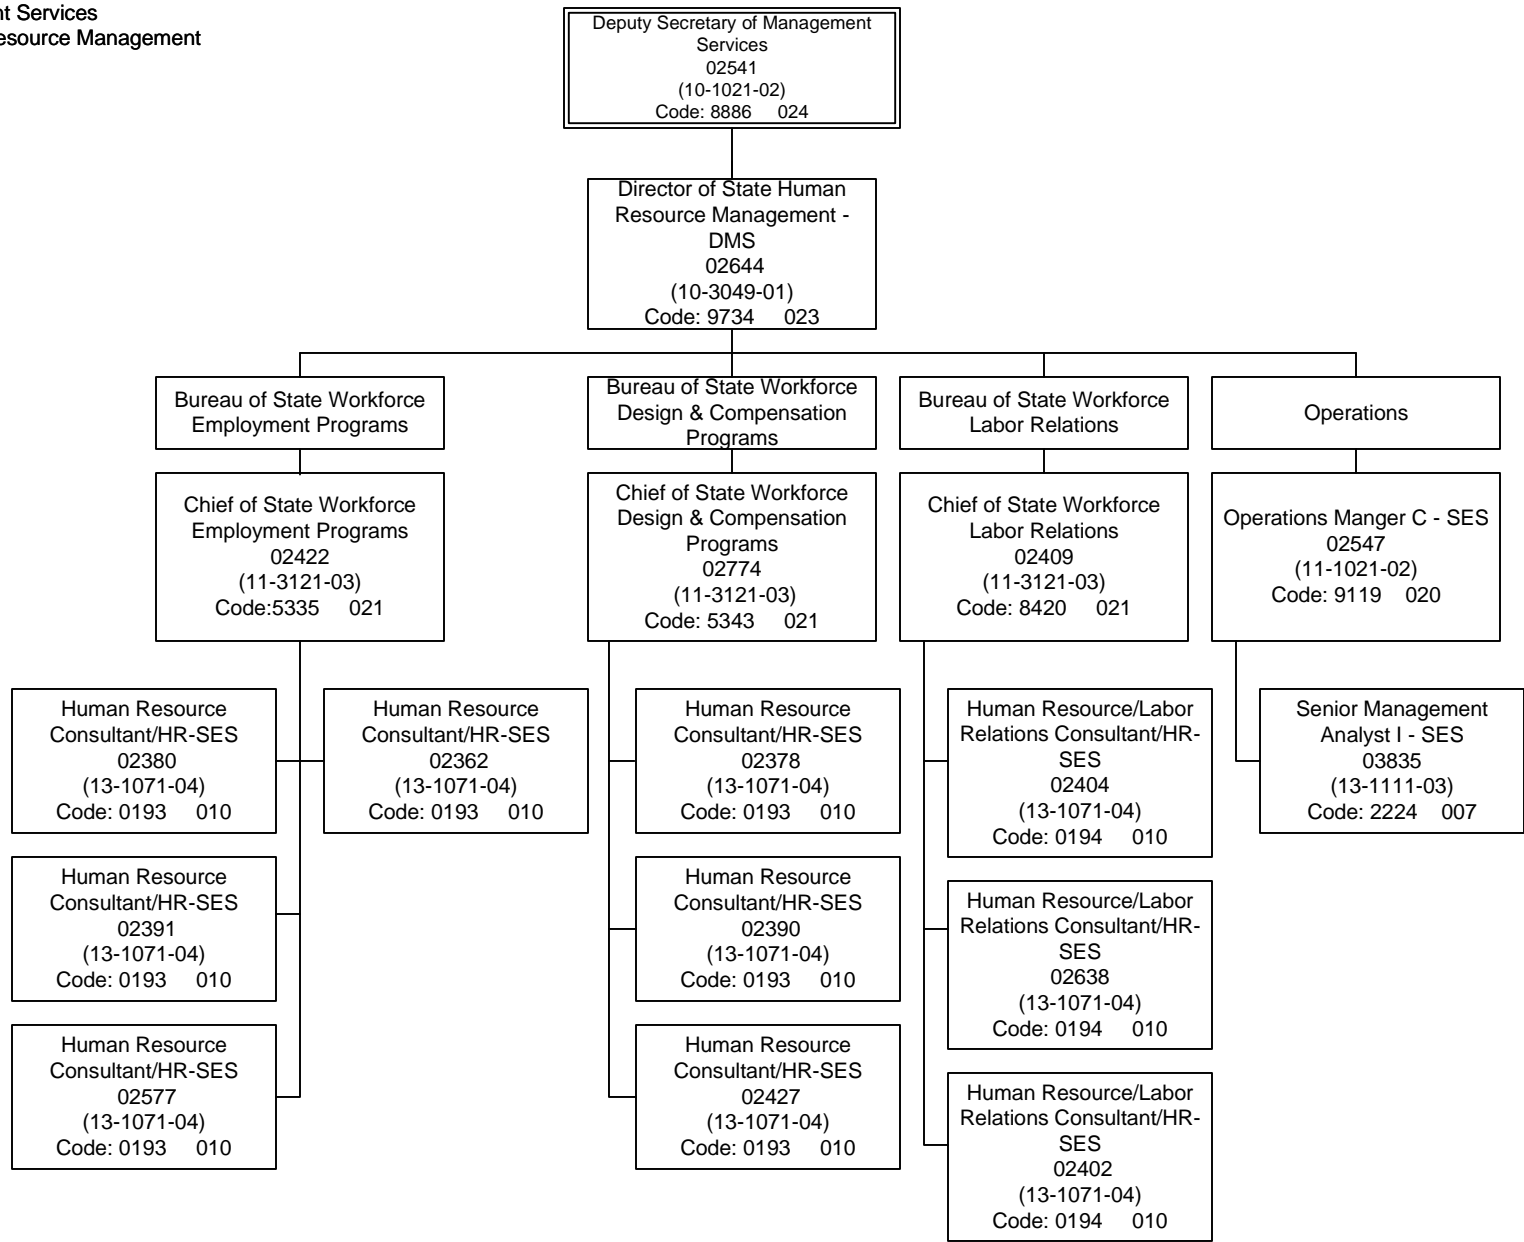 nt Services
esource Management
Deputy Secretary of Management
Services
02541
(10-1021-02)
Code: 8886 024
Director of State Human
Resource Management -
DMS
02644
(10-3049-01)
Code: 9734 023
Bureau of State Workforce
Employment Programs
Bureau of State Workforce
Design & Compensation
Programs
Bureau of State Workforce
Labor Relations
Operations
Chief of State Workforce
Employment Programs
02422
(11-3121-03)
Code:5335 021
Chief of State Workforce
Design & Compensation
Programs
02774
(11-3121-03)
Code: 5343 021
Chief of State Workforce
Labor Relations
02409
(11-3121-03)
Code: 8420 021
Operations Manger C - SES
02547
(11-1021-02)
Code: 9119 020
Human Resource
Consultant/HR-SES
02380
(13-1071-04)
Code: 0193 010
Human Resource
Consultant/HR-SES
02362
(13-1071-04)
Code: 0193 010
Human Resource
Consultant/HR-SES
02378
(13-1071-04)
Code: 0193 010
Human Resource/Labor
Relations Consultant/HR-
SES
02404
(13-1071-04)
Code: 0194 010
Senior Management
Analyst I - SES
03835
(13-1111-03)
Code: 2224 007
Human Resource
Consultant/HR-SES
02391
(13-1071-04)
Code: 0193 010
Human Resource
Consultant/HR-SES
02390
(13-1071-04)
Code: 0193 010
Human Resource/Labor
Relations Consultant/HR-
SES
02638
(13-1071-04)
Code: 0194 010
Human Resource
Consultant/HR-SES
02577
(13-1071-04)
Code: 0193 010
Human Resource
Consultant/HR-SES
02427
(13-1071-04)
Code: 0193 010
Human Resource/Labor
Relations Consultant/HR-
SES
02402
(13-1071-04)
Code: 0194 010